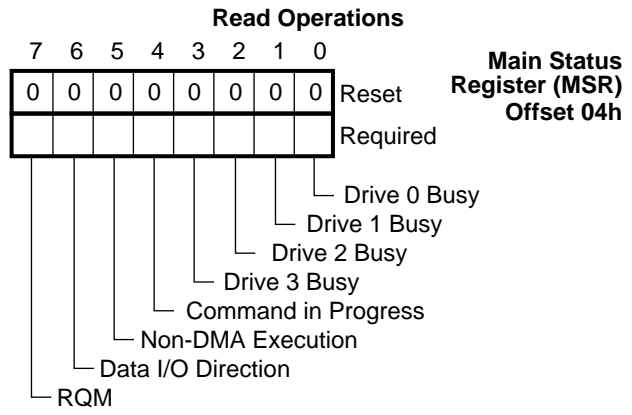 Read Operations
7 6 5 4 3 2 1 0
Main Status
Register (MSR)
Offset 04h
0 0 0 0 0 0 0 0 Reset
Required
Drive 0 Busy
Drive 1 Busy
Drive 2 Busy
Drive 3 Busy
Command in Progress
Non-DMA Execution
Data I/O Direction
RQM